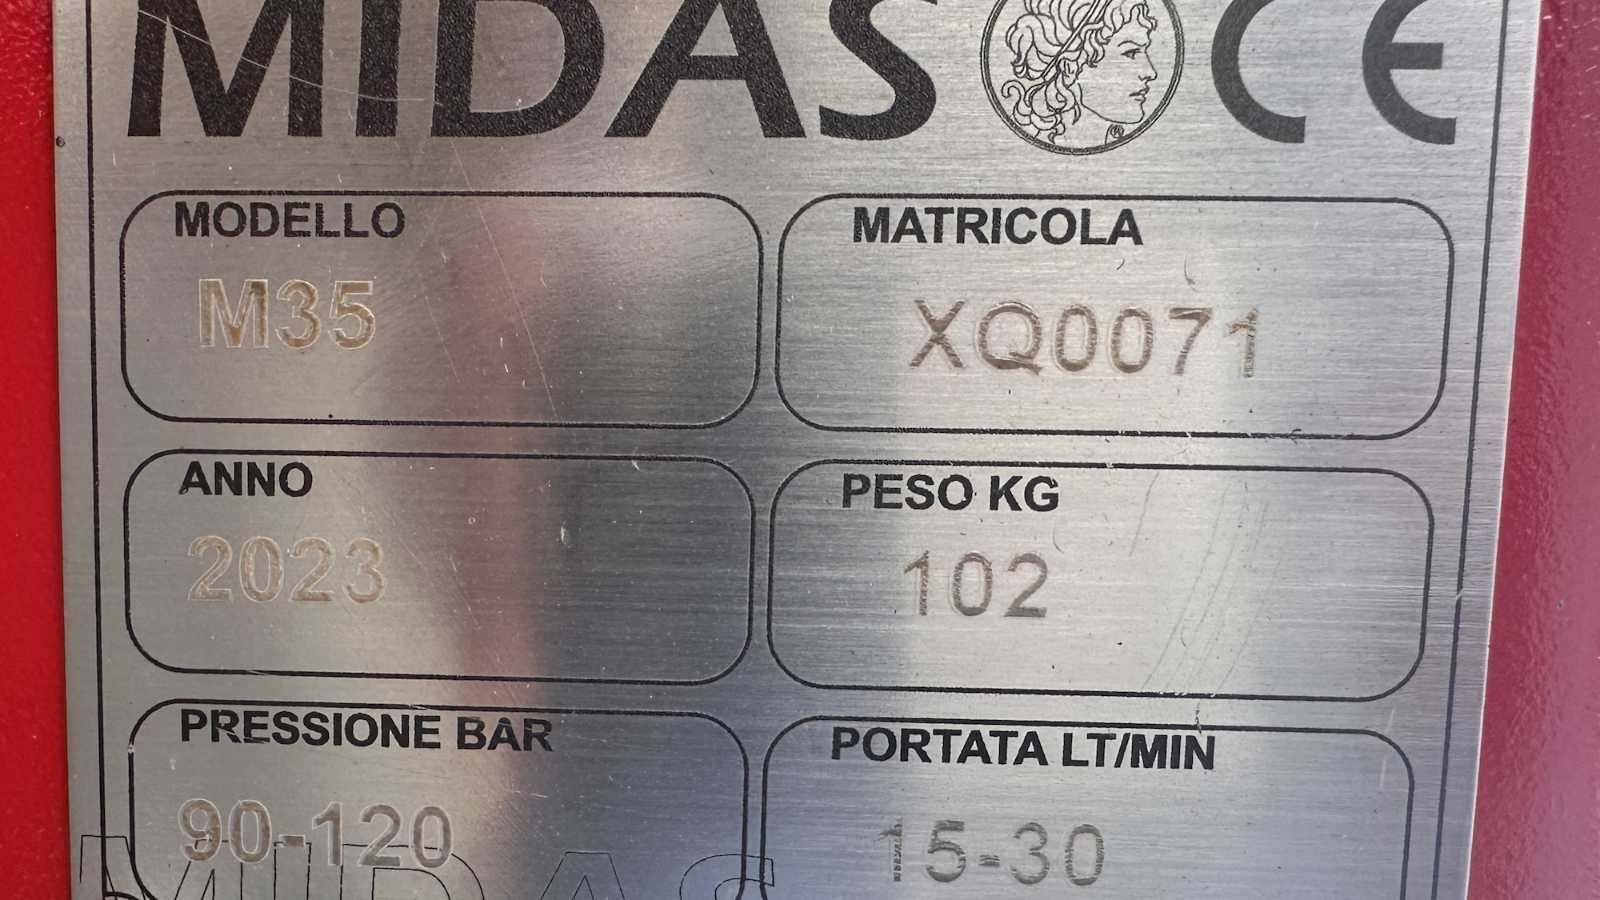 MIDAS CE
MODELLO
M35
MATRICOLA
XQ0071
ANNO
2023
PESO KG
102
PRESSIONE BAR
90-120
PORTATA LT/MIN
15-30
MIDAS